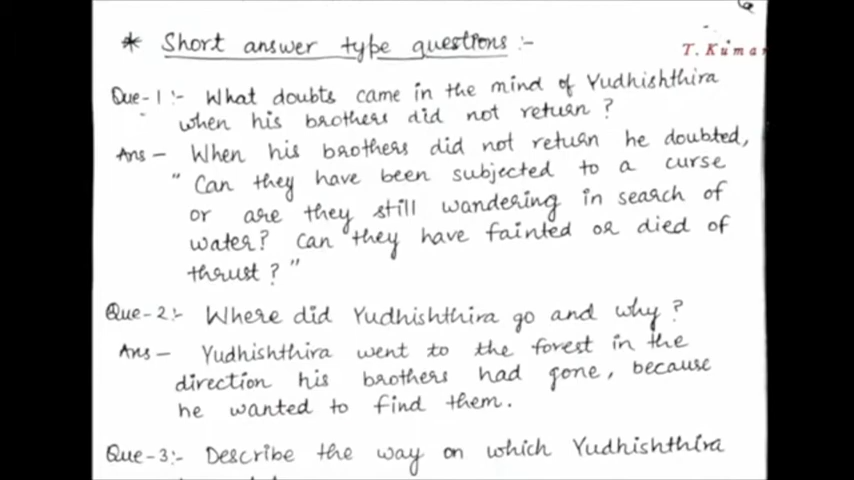 * Short answer type questions :-
T. Kumar
Que-1:- What doubts came in the mind of Yudhishthira
when his brothers did not return ?
Ans - When his brothers did not return he doubted,
" Can they have been subjected to a curse
or are they still wandering in search of
water? Can they have fainted or died of
thrust ? "
Que-2:- Where did Yudhishthira go and why ?
Ans - Yudhishthira went to the forest in the
direction his brothers had gone, because
he wanted to find them.
Que-3:- Describe the way on which Yudhishthira